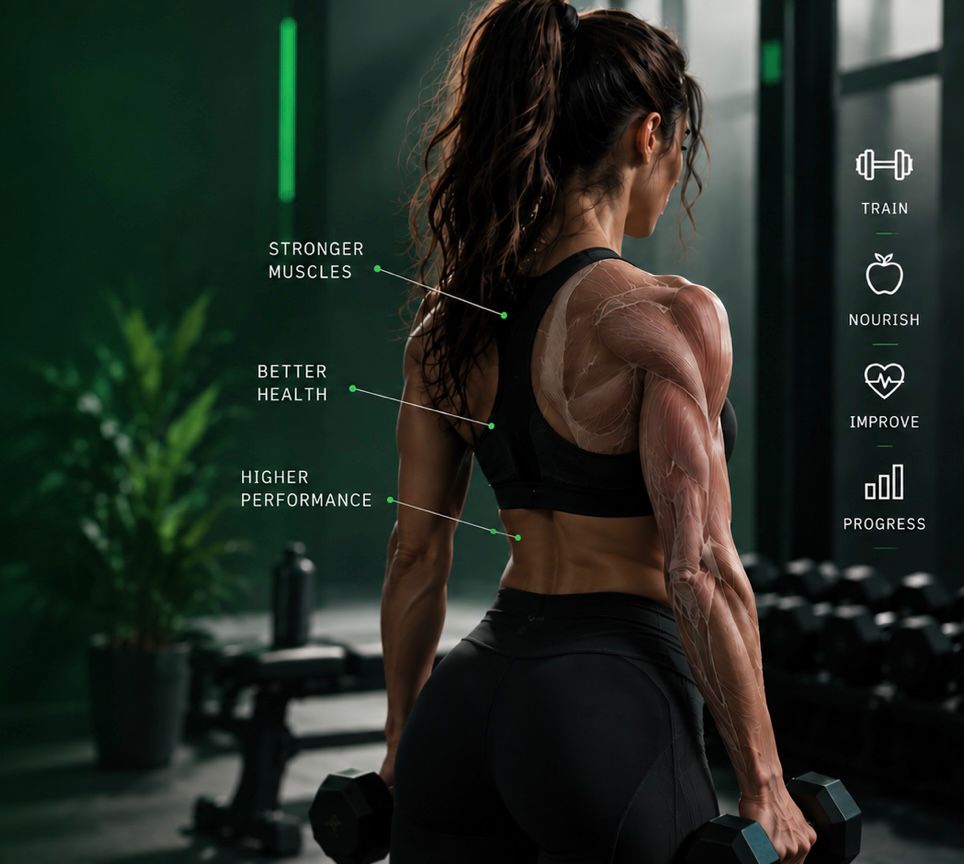 STRONGER
MUSCLES
BETTER
HEALTH
HIGHER
PERFORMANCE
TRAIN
NOURISH
IMPROVE
PROGRESS